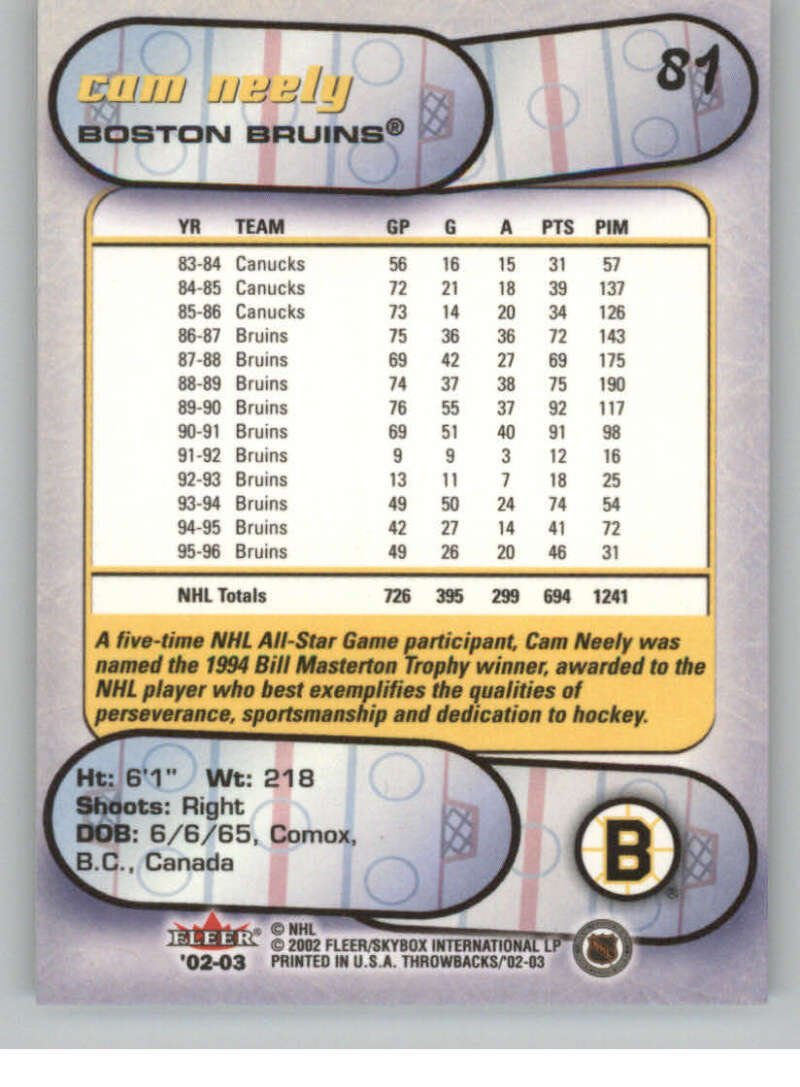 cam neely
BOSTON BRUINS®
81
YR TEAM GP G A PTS PIM
83-84 Canucks 56 16 15 31 57
84-85 Canucks 72 21 18 39 137
85-86 Canucks 73 14 20 34 126
86-87 Bruins 75 36 36 72 143
87-88 Bruins 69 42 27 69 175
88-89 Bruins 74 37 38 75 190
89-90 Bruins 76 55 37 92 117
90-91 Bruins 69 51 40 91 98
91-92 Bruins 9 9 3 12 16
92-93 Bruins 13 11 7 18 25
93-94 Bruins 49 50 24 74 54
94-95 Bruins 42 27 14 41 72
95-96 Bruins 49 26 20 46 31
NHL Totals 726 395 299 694 1241
A five-time NHL All-Star Game participant, Cam Neely was
named the 1994 Bill Masterton Trophy winner, awarded to the
NHL player who best exemplifies the qualities of
perseverance, sportsmanship and dedication to hockey.
Ht: 6'1" Wt: 218
Shoots: Right
DOB: 6/6/65, Comox,
B.C., Canada
B®
FLEER®
'02-03
© NHL
© 2002 FLEER/SKYBOX INTERNATIONAL LP
PRINTED IN U.S.A. THROWBACKS/'02-03
NHL